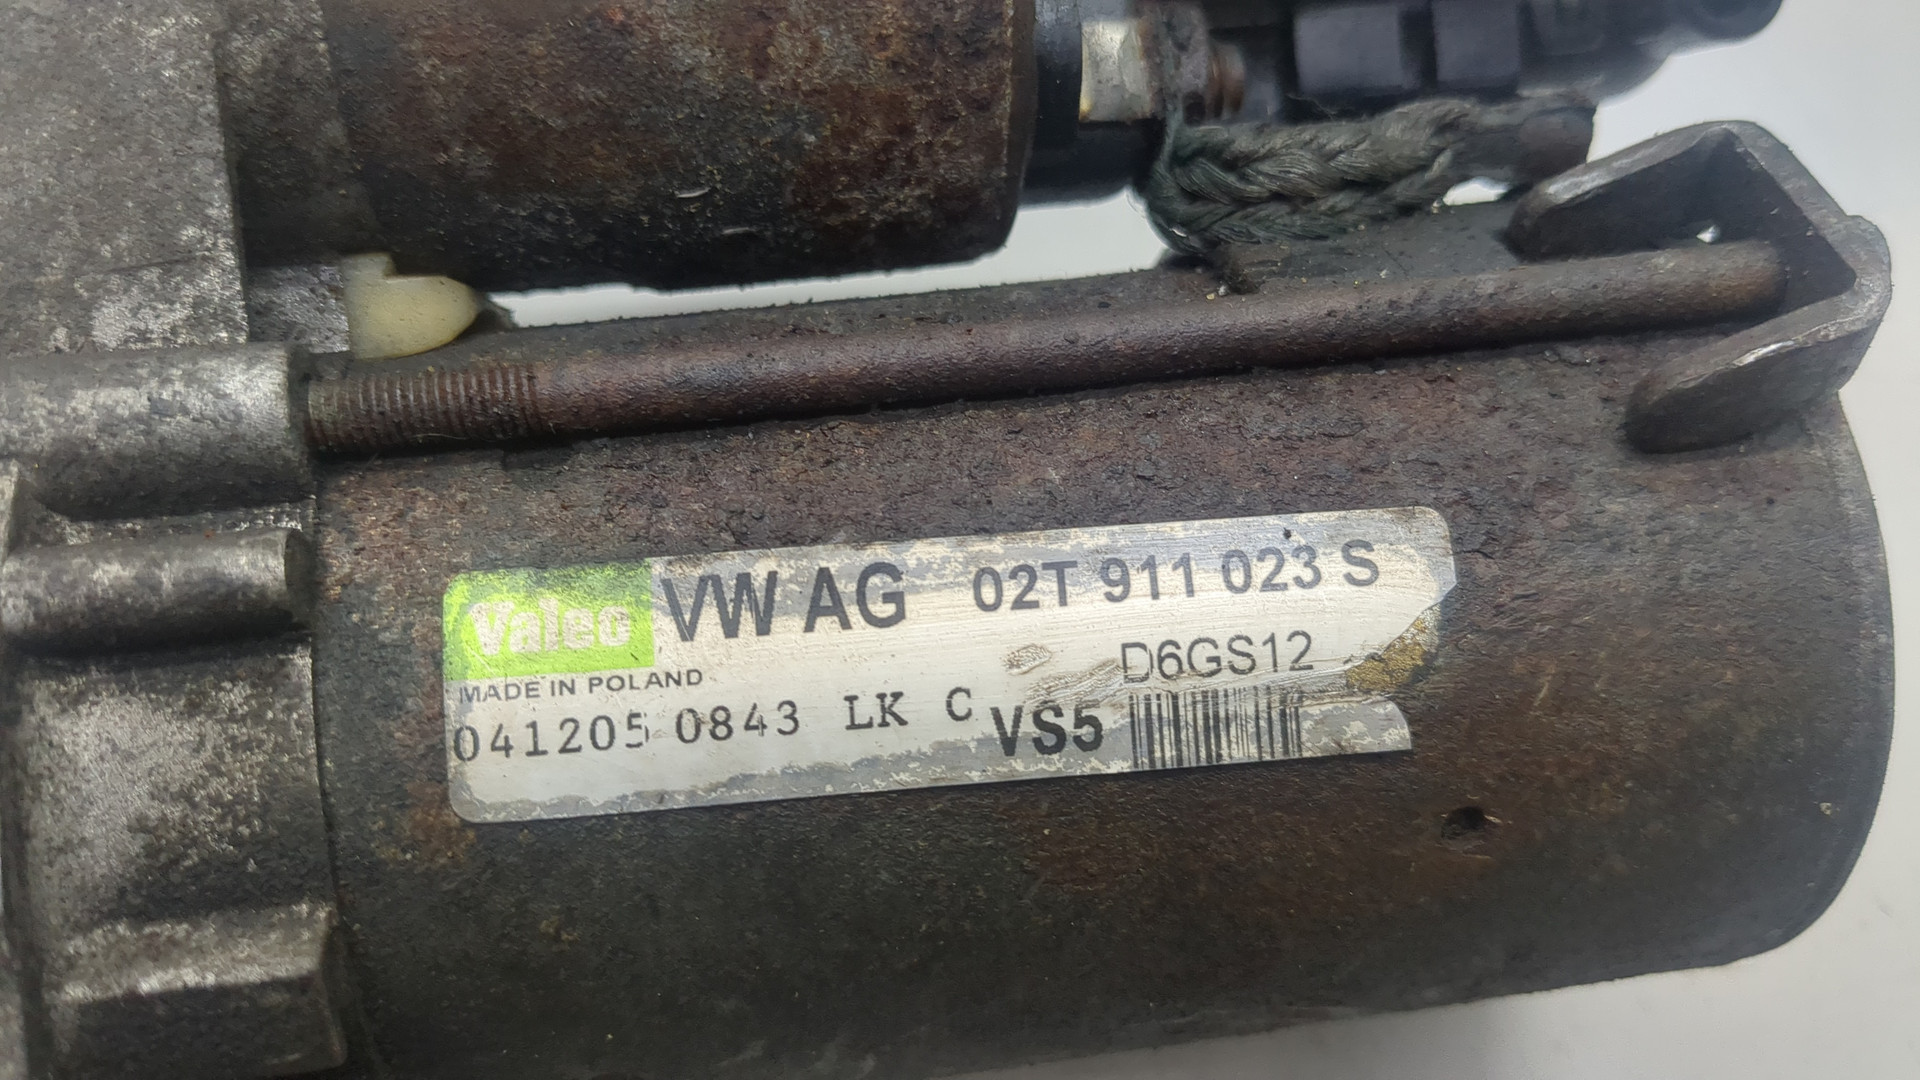 Valeo VW AG 02T 911 023 S
D6GS12
MADE IN POLAND
041205 0843 LK C VS5